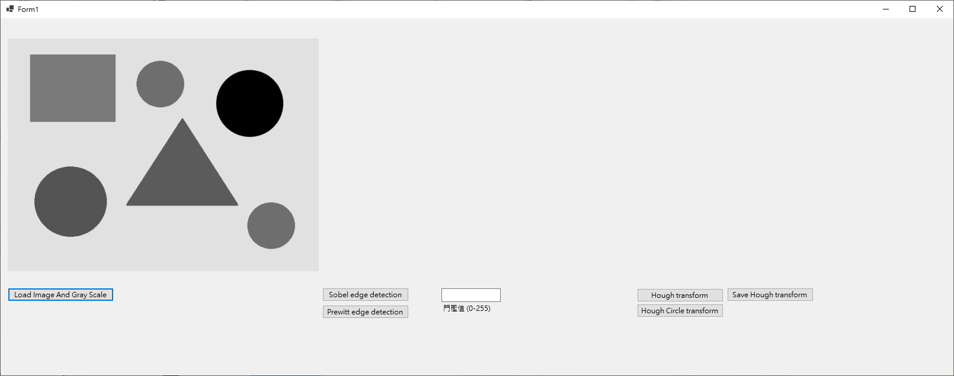 Form1
Load Image And Gray Scale
Sobel edge detection
Prewitt edge detection
門檻值 (0-255)
Hough transform
Save Hough transform
Hough Circle transform